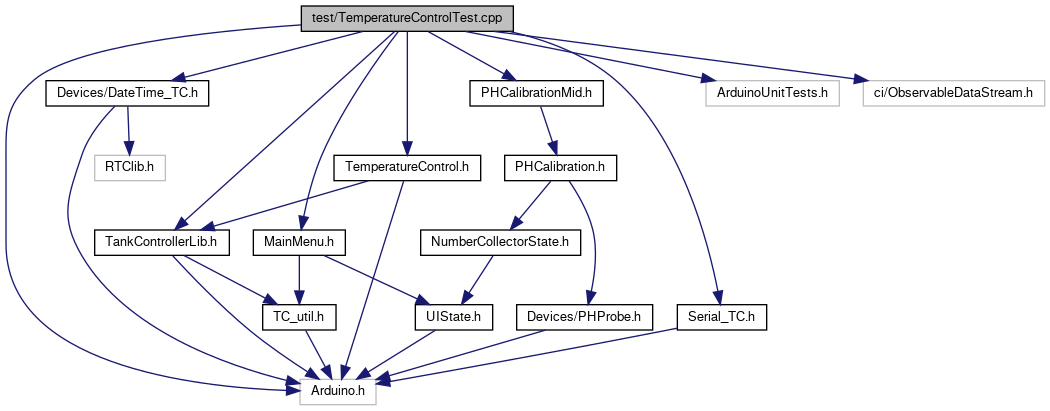 test/TemperatureControlTest.cpp
Devices/DateTime_TC.h
PHCalibrationMid.h
ArduinoUnitTests.h
ci/ObservableDataStream.h
RTClib.h
TemperatureControl.h
PHCalibration.h
TankControllerLib.h
MainMenu.h
NumberCollectorState.h
TC_util.h
UIState.h
Devices/PHProbe.h
Serial_TC.h
Arduino.h